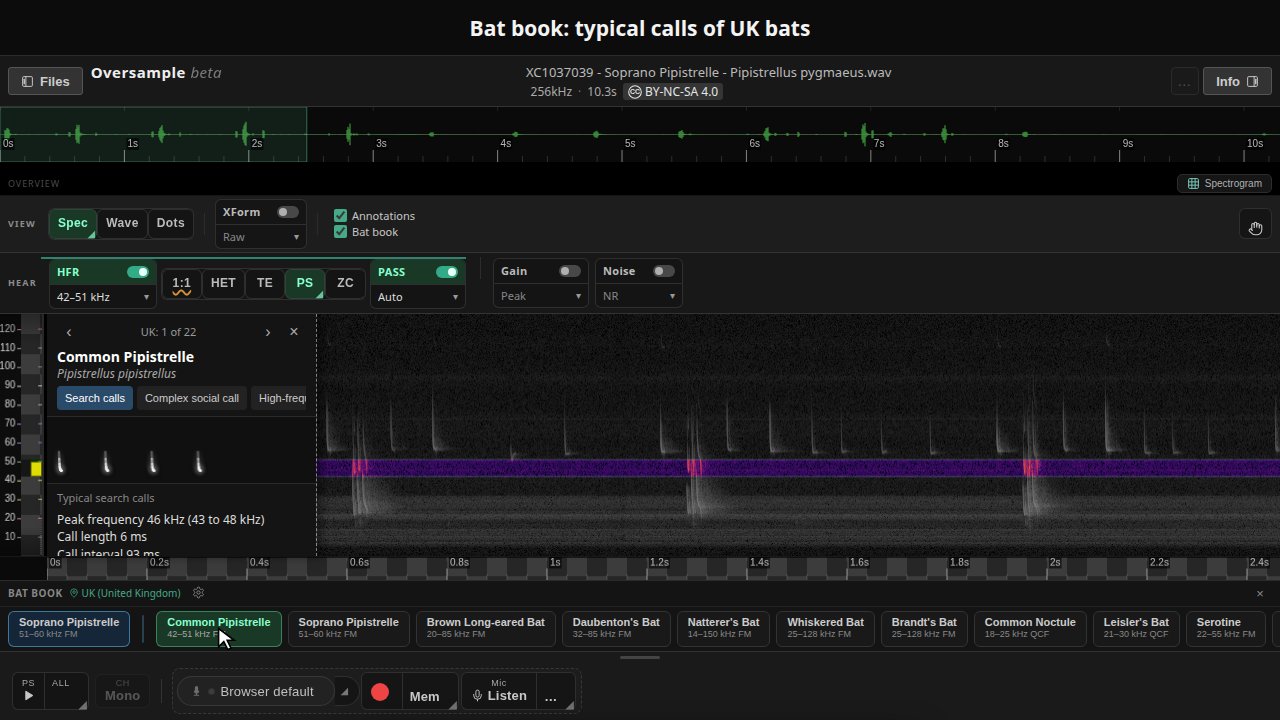 Bat book: typical calls of UK bats
Files
Oversample beta
XC1037039 - Soprano Pipistrelle - Pipistrellus pygmaeus.wav
256kHz · 10.3s CC BY-NC-SA 4.0
...
Info
0s 1s 2s 3s 4s 5s 6s 7s 8s 9s 10s
OVERVIEW
Spectrogram
VIEW
Spec Wave Dots
XForm
Raw
Annotations
Bat book
HEAR
HFR
42–51 kHz
1:1 HET TE PS ZC
PASS
Auto
Gain
Peak
Noise
NR
120
110
100
90
80
70
60
50
40
30
20
10
UK: 1 of 22
Common Pipistrelle
Pipistrellus pipistrellus
Search calls Complex social call High-freq
Typical search calls
Peak frequency 46 kHz (43 to 48 kHz)
Call length 6 ms
Call interval 93 ms
0s 0.2s 0.4s 0.6s 0.8s 1s 1.2s 1.4s 1.6s 1.8s 2s 2.2s 2.4s
BAT BOOK UK (United Kingdom)
Soprano Pipistrelle
51–60 kHz FM
Common Pipistrelle
42–51 kHz F
Soprano Pipistrelle
51–60 kHz FM
Brown Long-eared Bat
20–85 kHz FM
Daubenton's Bat
32–85 kHz FM
Natterer's Bat
14–150 kHz FM
Whiskered Bat
25–128 kHz FM
Brandt's Bat
25–128 kHz FM
Common Noctule
18–25 kHz QCF
Leisler's Bat
21–30 kHz QCF
Serotine
22–55 kHz FM
PS
ALL
CH
Mono
Browser default
Mem
Mic
Listen
...